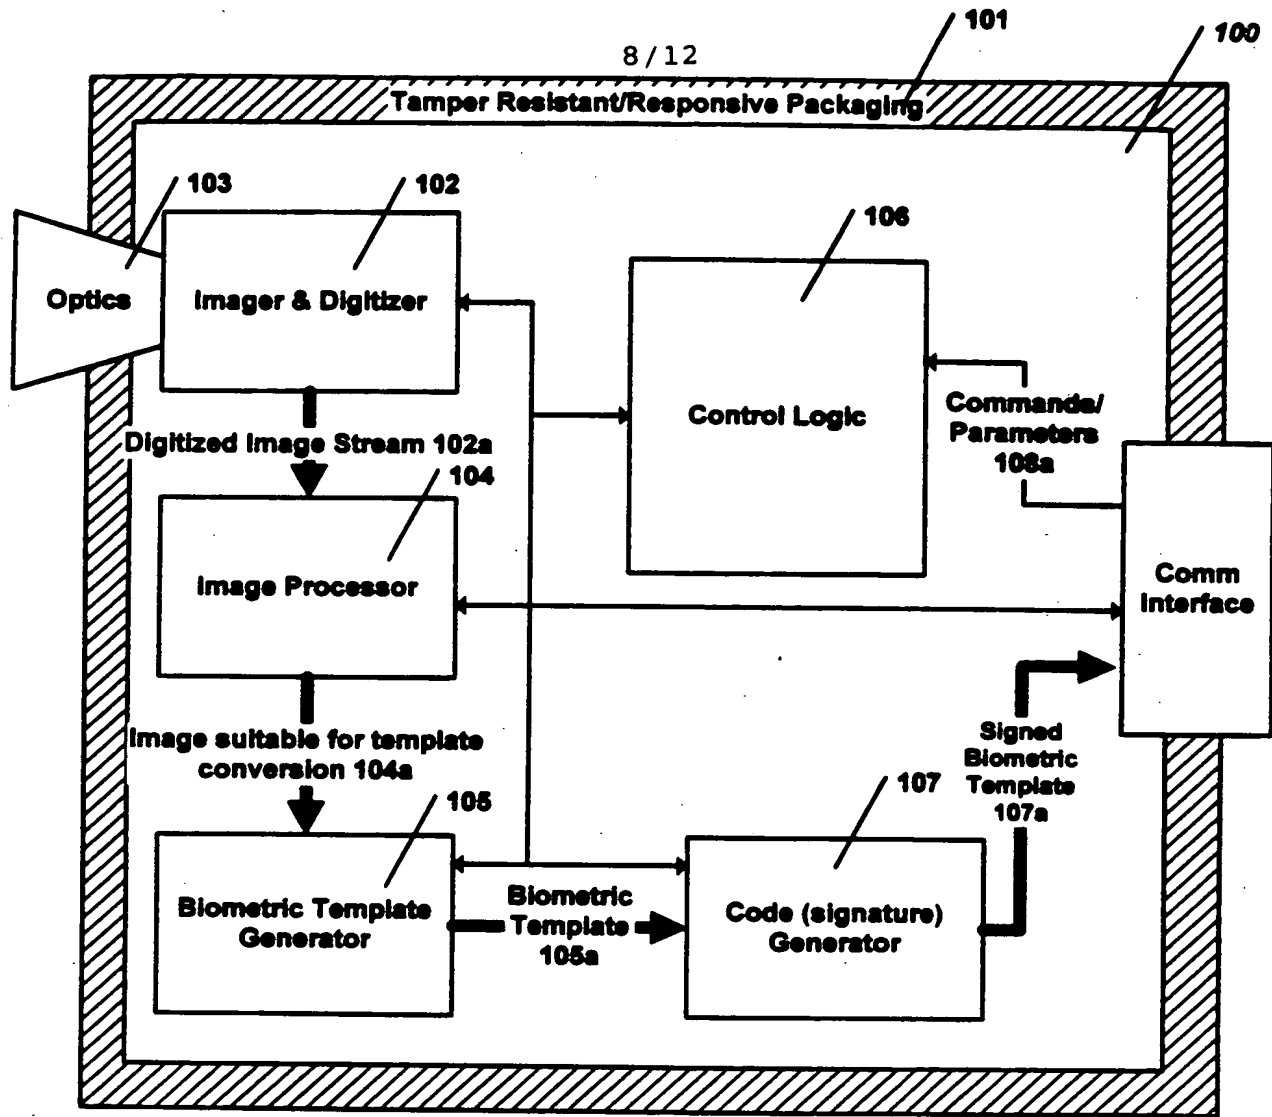 8/12
101
100
Tamper Resistant/Responsive Packaging
103
102
106
Optics
Imager & Digitizer
Control Logic
Commands/
Parameters
108a
Digitized Image Stream 102a
104
Image Processor
Comm
Interface
Image suitable for template
conversion 104a
Signed
Biometric
Template
107a
105
107
Biometric Template
Generator
Biometric
Template
105a
Code (signature)
Generator